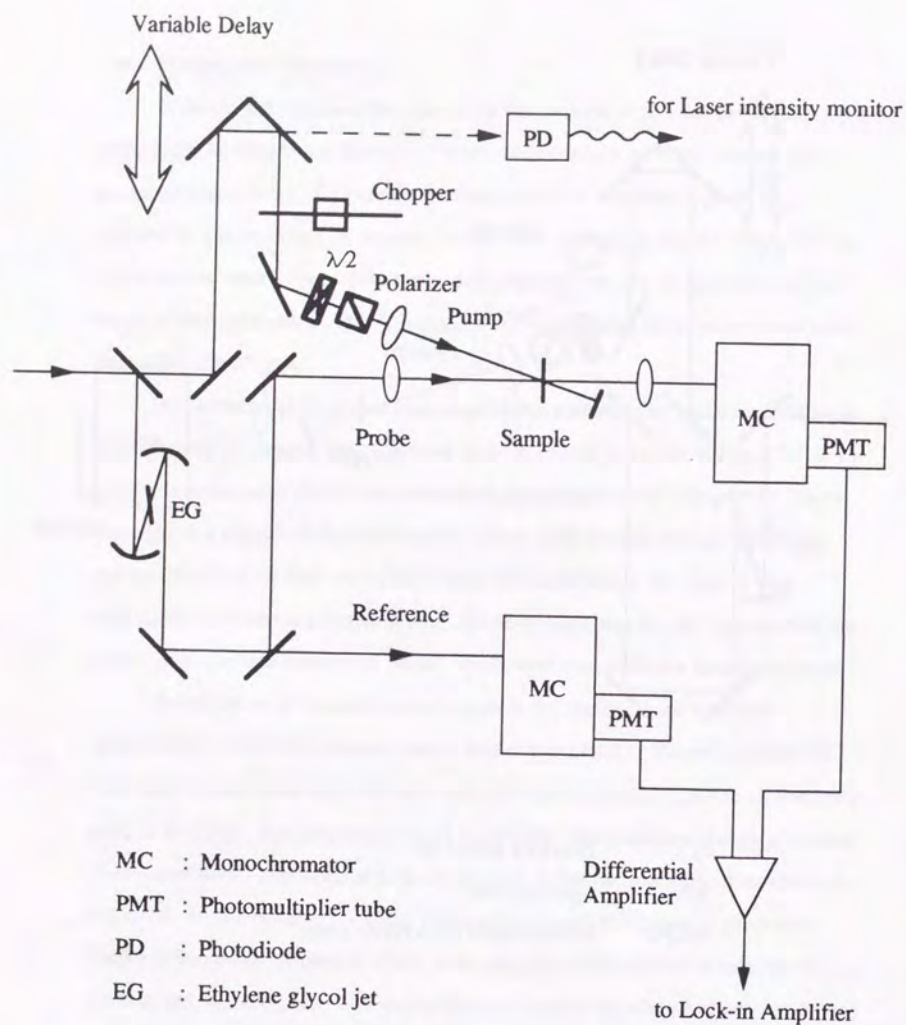 Variable Delay
PD
for Laser intensity monitor
Chopper
λ/2
Polarizer
Pump
Probe
Sample
MC
PMT
EG
Reference
MC
PMT
Differential
Amplifier
MC : Monochromator
PMT : Photomultiplier tube
PD : Photodiode
EG : Ethylene glycol jet
to Lock-in Amplifier